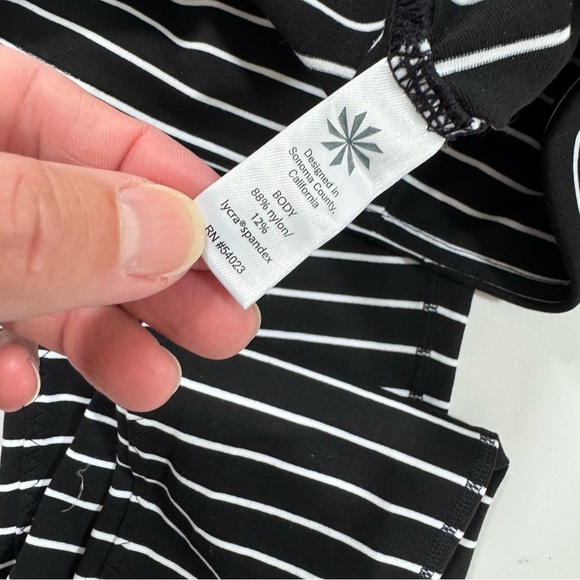 Designed in
Sonoma County,
California
BODY
88% nylon/
12%
lycra®spandex
RN #54023